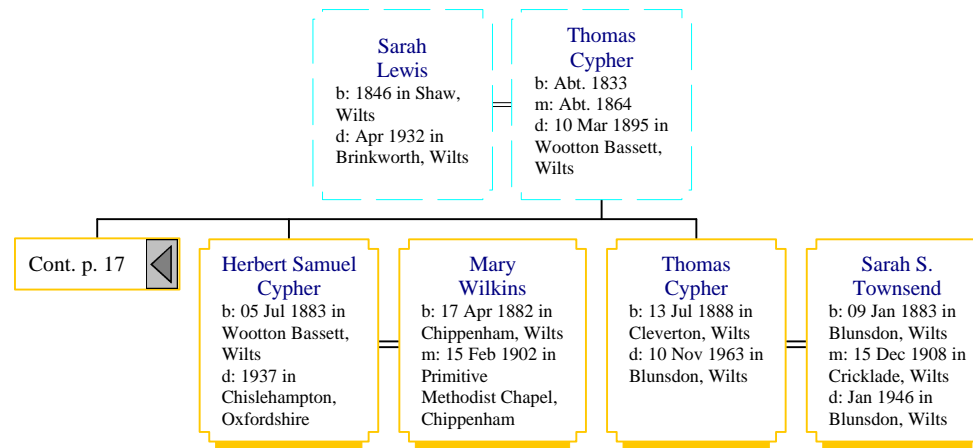 Sarah
Lewis
b: 1846 in Shaw,
Wilts
d: Apr 1932 in
Brinkworth, Wilts
Thomas
Cypher
b: Abt. 1833
m: Abt. 1864
d: 10 Mar 1895 in
Wootton Bassett,
Wilts
Cont. p. 17
Herbert Samuel
Cypher
b: 05 Jul 1883 in
Wootton Bassett,
Wilts
d: 1937 in
Chislehampton,
Oxfordshire
Mary
Wilkins
b: 17 Apr 1882 in
Chippenham, Wilts
m: 15 Feb 1902 in
Primitive
Methodist Chapel,
Chippenham
Thomas
Cypher
b: 13 Jul 1888 in
Cleverton, Wilts
d: 10 Nov 1963 in
Blunsdon, Wilts
Sarah S.
Townsend
b: 09 Jan 1883 in
Blunsdon, Wilts
m: 15 Dec 1908 in
Cricklade, Wilts
d: Jan 1946 in
Blunsdon, Wilts